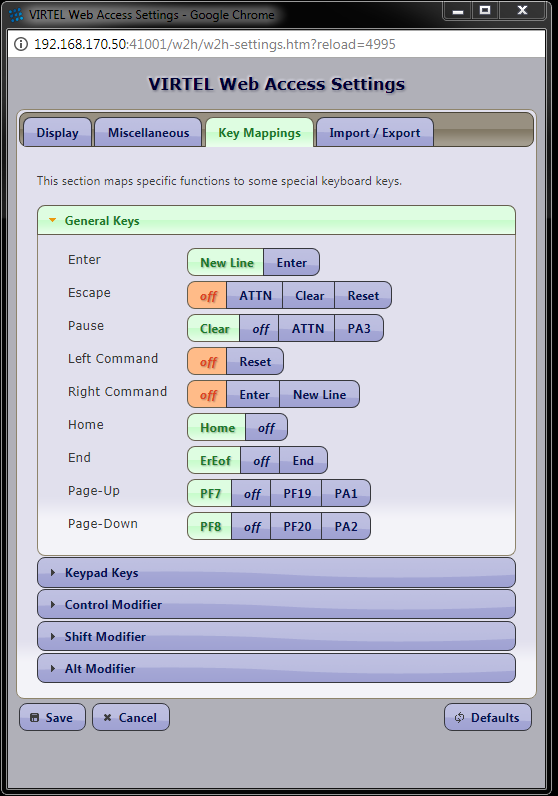 VIRTEL Web Access Settings - Google Chrome
192.168.170.50:41001/w2h/w2h-settings.htm?reload=4995
VIRTEL Web Access Settings
Display Miscellaneous Key Mappings Import / Export
This section maps specific functions to some special keyboard keys.
General Keys
Enter New Line Enter
Escape off ATTN Clear Reset
Pause Clear off ATTN PA3
Left Command off Reset
Right Command off Enter New Line
Home Home off
End ErEof off End
Page-Up PF7 off PF19 PA1
Page-Down PF8 off PF20 PA2
Keypad Keys
Control Modifier
Shift Modifier
Alt Modifier
Save Cancel Defaults